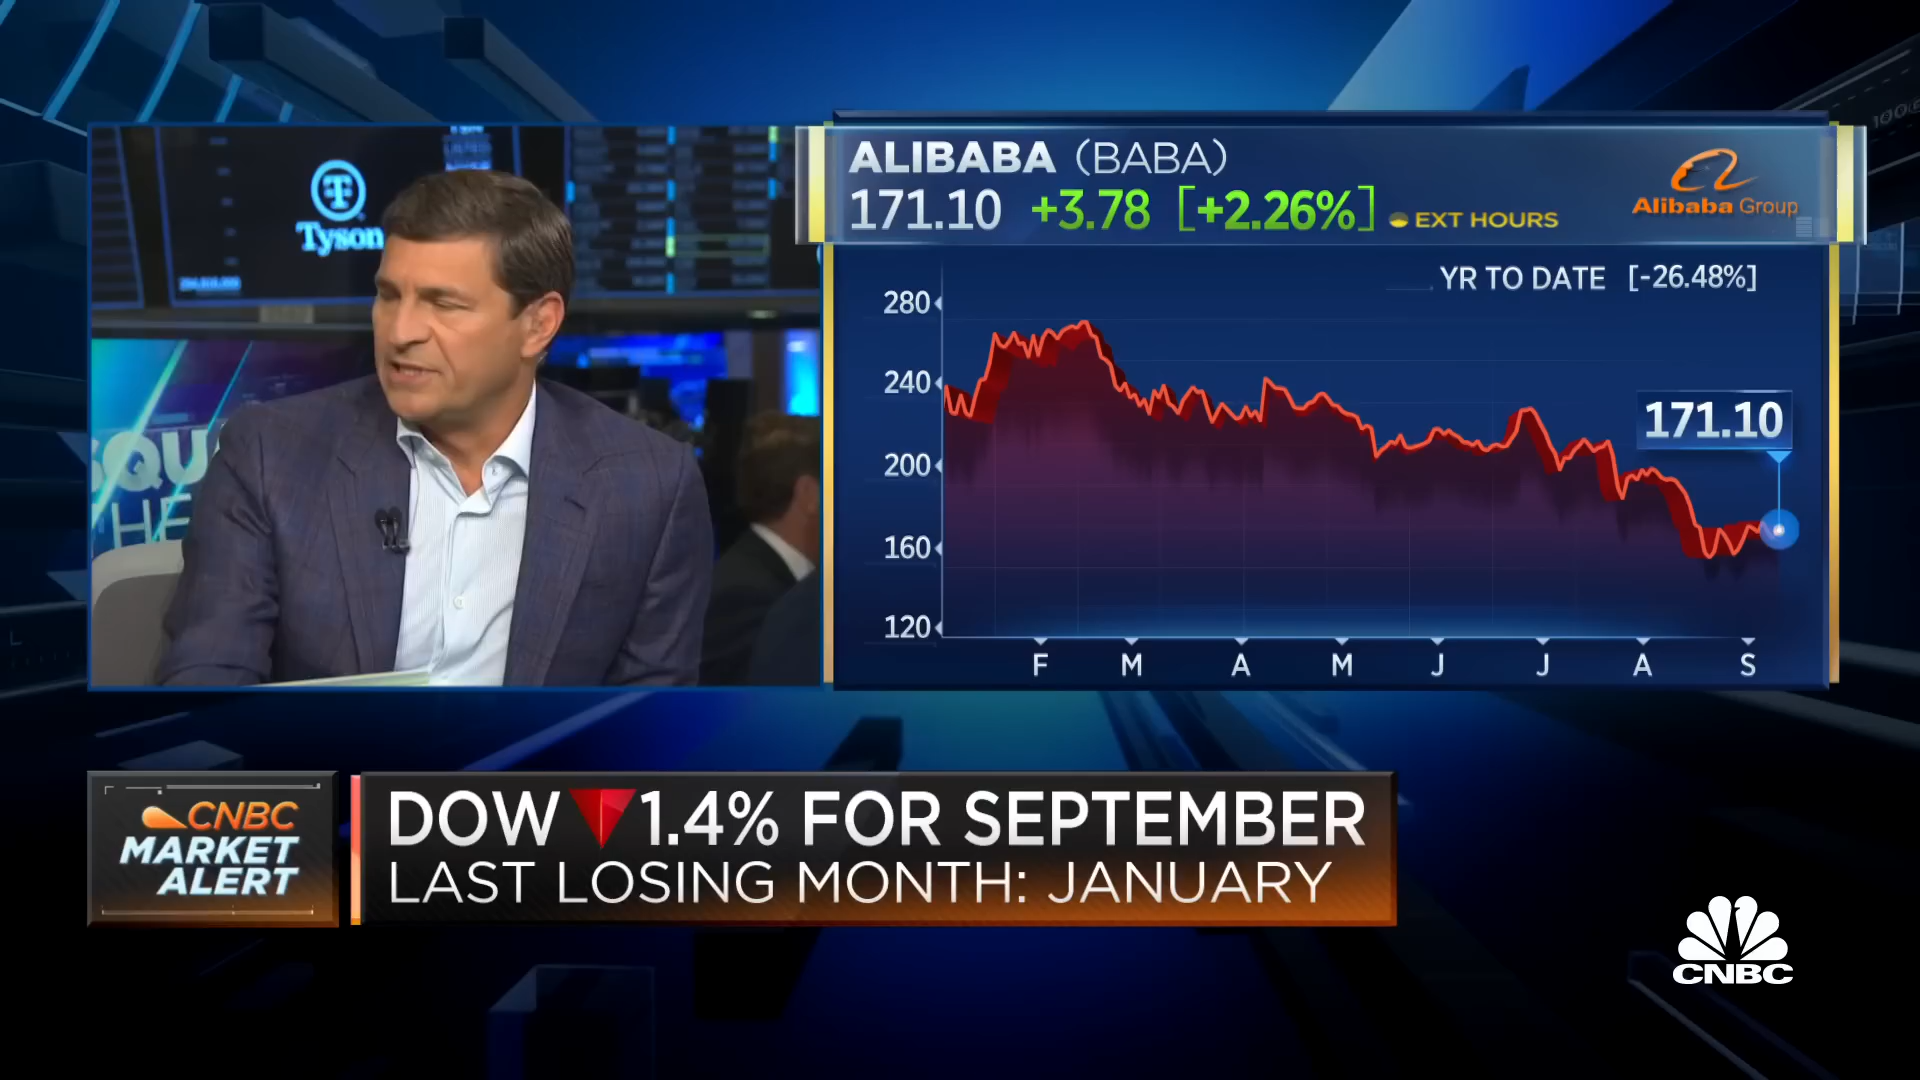 Tyson
SQU
THE
ALIBABA (BABA)
171.10 +3.78 [+2.26%] EXT HOURS
Alibaba Group
YR TO DATE [-26.48%]
280
240
171.10
200
160
120
F M A M J J A S
CNBC
MARKET
ALERT
DOW ▼1.4% FOR SEPTEMBER
LAST LOSING MONTH: JANUARY
CNBC